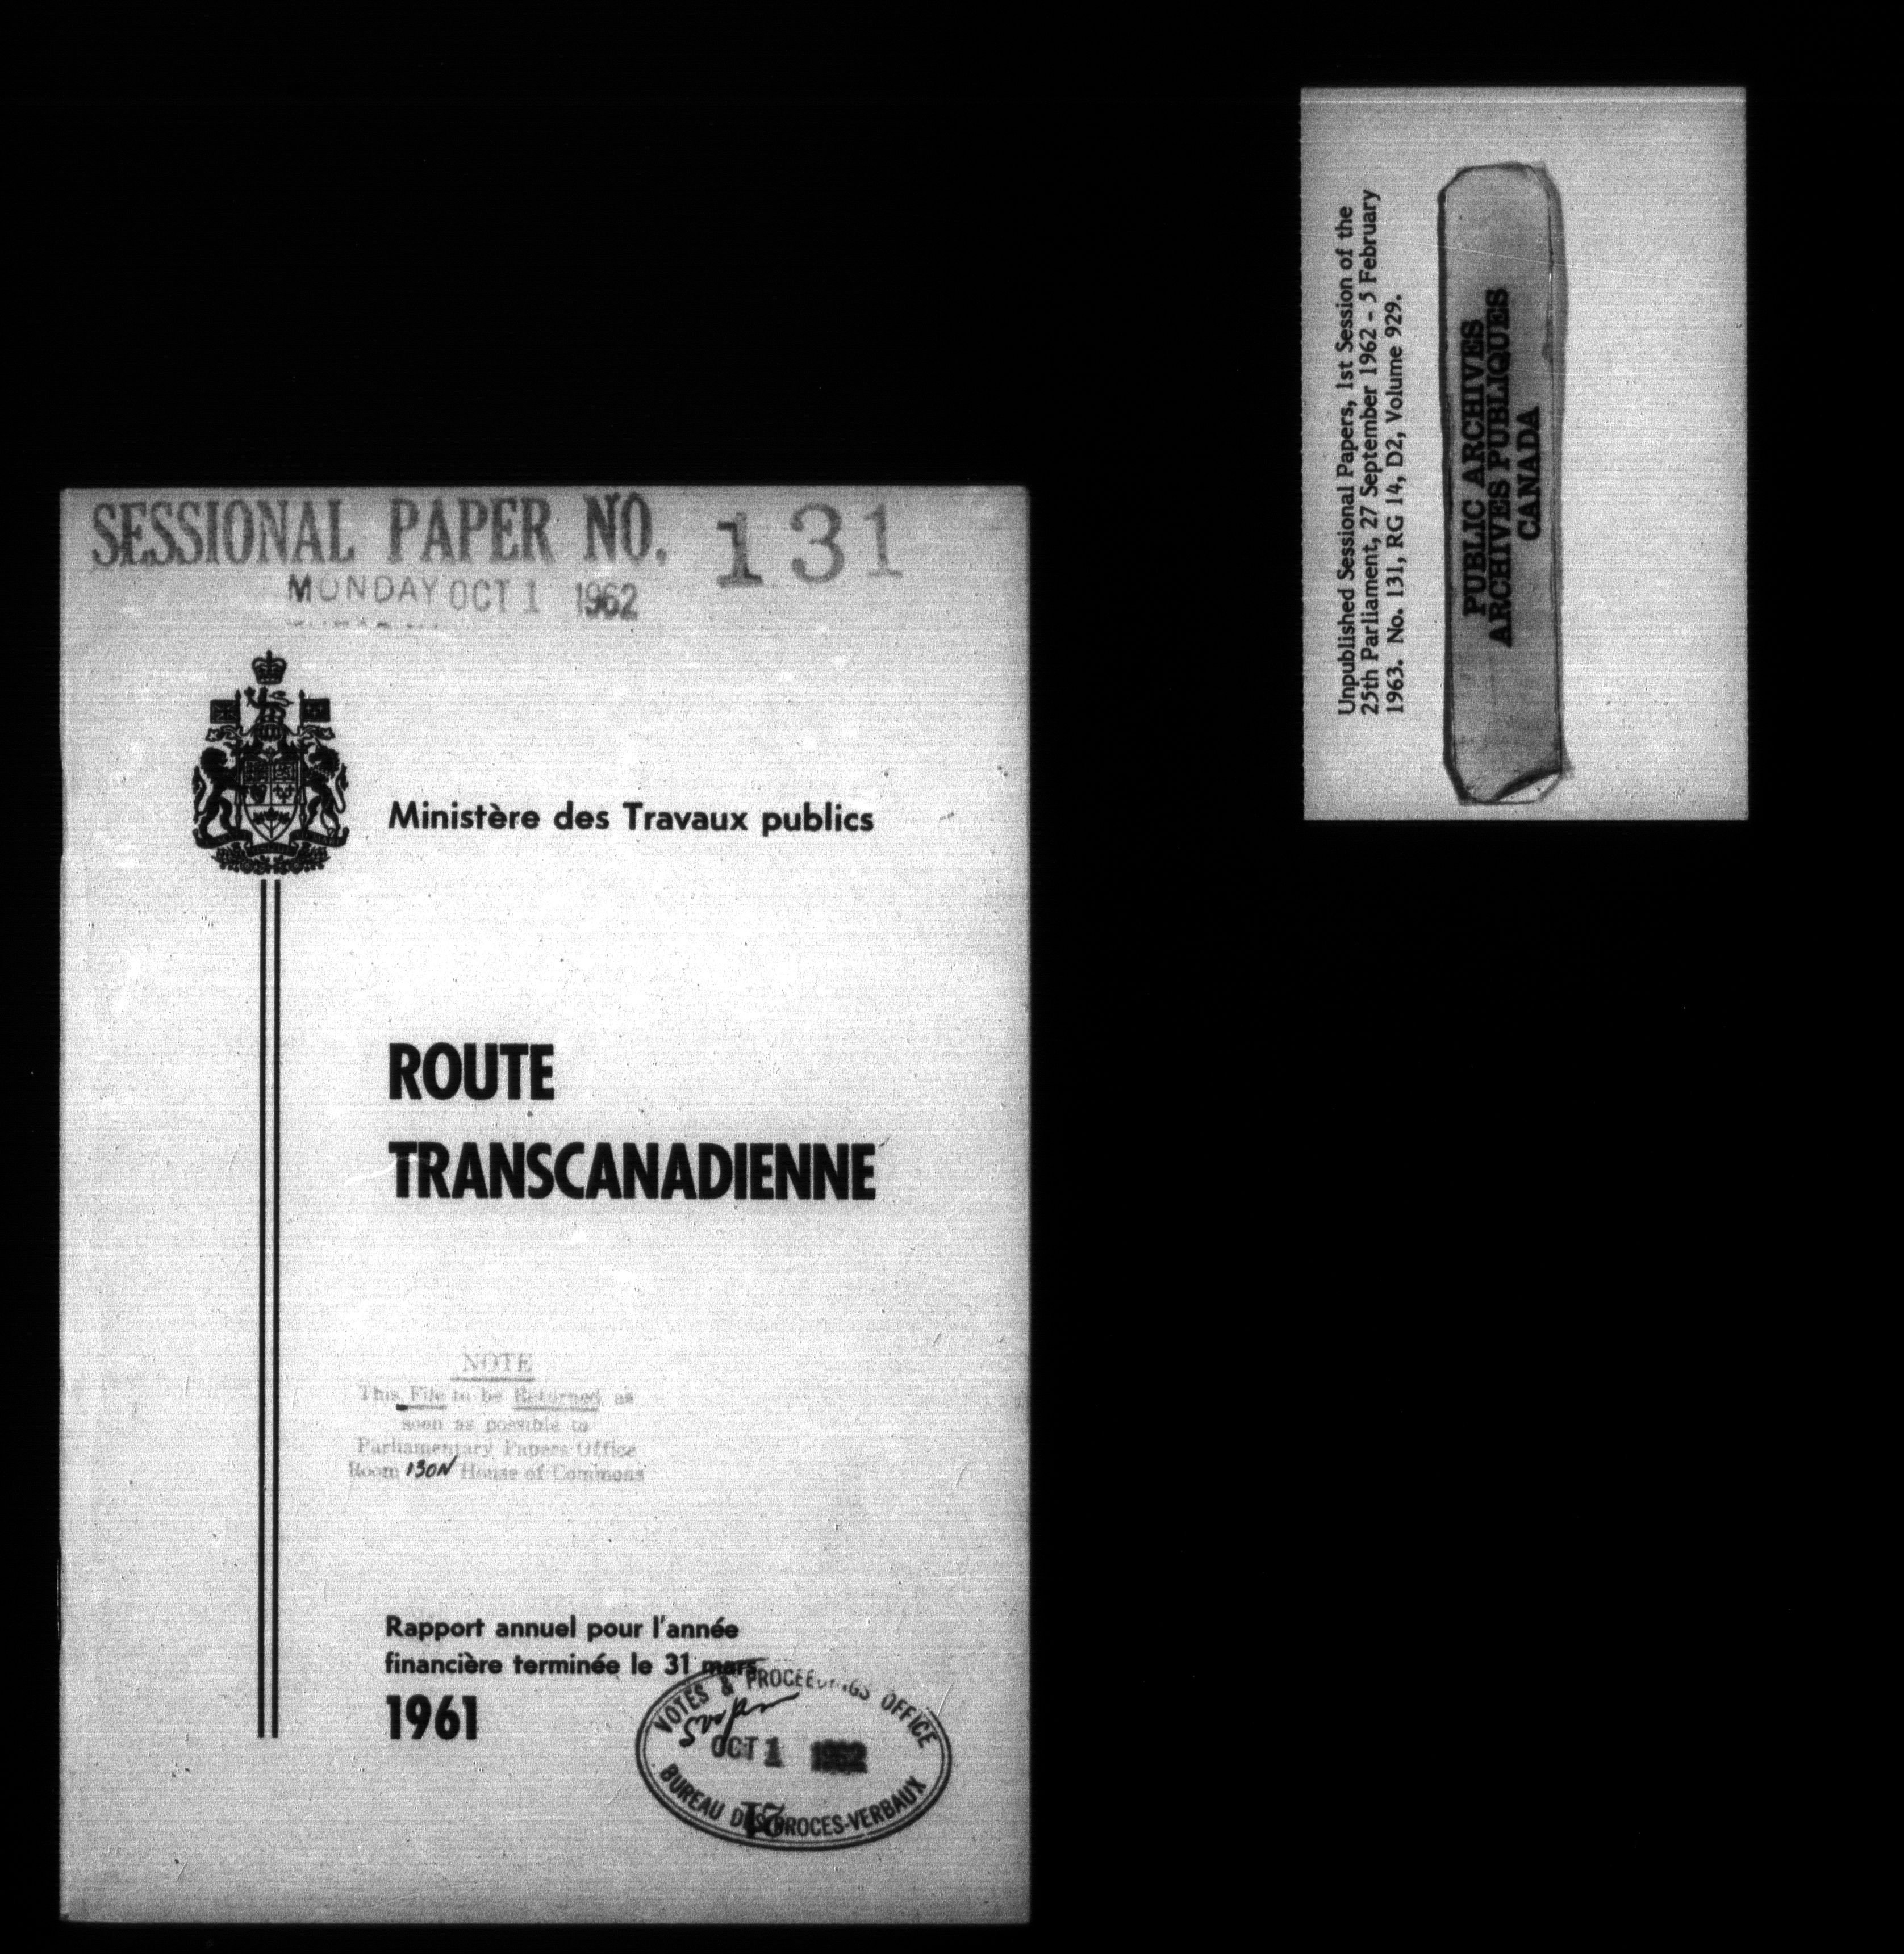 SESSIONAL PAPER NO. 131
MONDAY OCT 1 1962
Ministère des Travaux publics
ROUTE
TRANSCANADIENNE
NOTE
This File to be Returned as
soon as possible to
Parliamentary Papers Office
Room 130N House of Commons
Rapport annuel pour l'année
financière terminée le 31 mars
1961
VOTES & PROCEEDINGS OFFICE
OCT 1 1962
BUREAU DES PROCES-VERBAUX
Unpublished Sessional Papers, 1st Session of the
25th Parliament, 27 September 1962 - 5 February
1963. No. 131, RG 14, D2, Volume 929.
PUBLIC ARCHIVES
ARCHIVES PUBLIQUES
CANADA